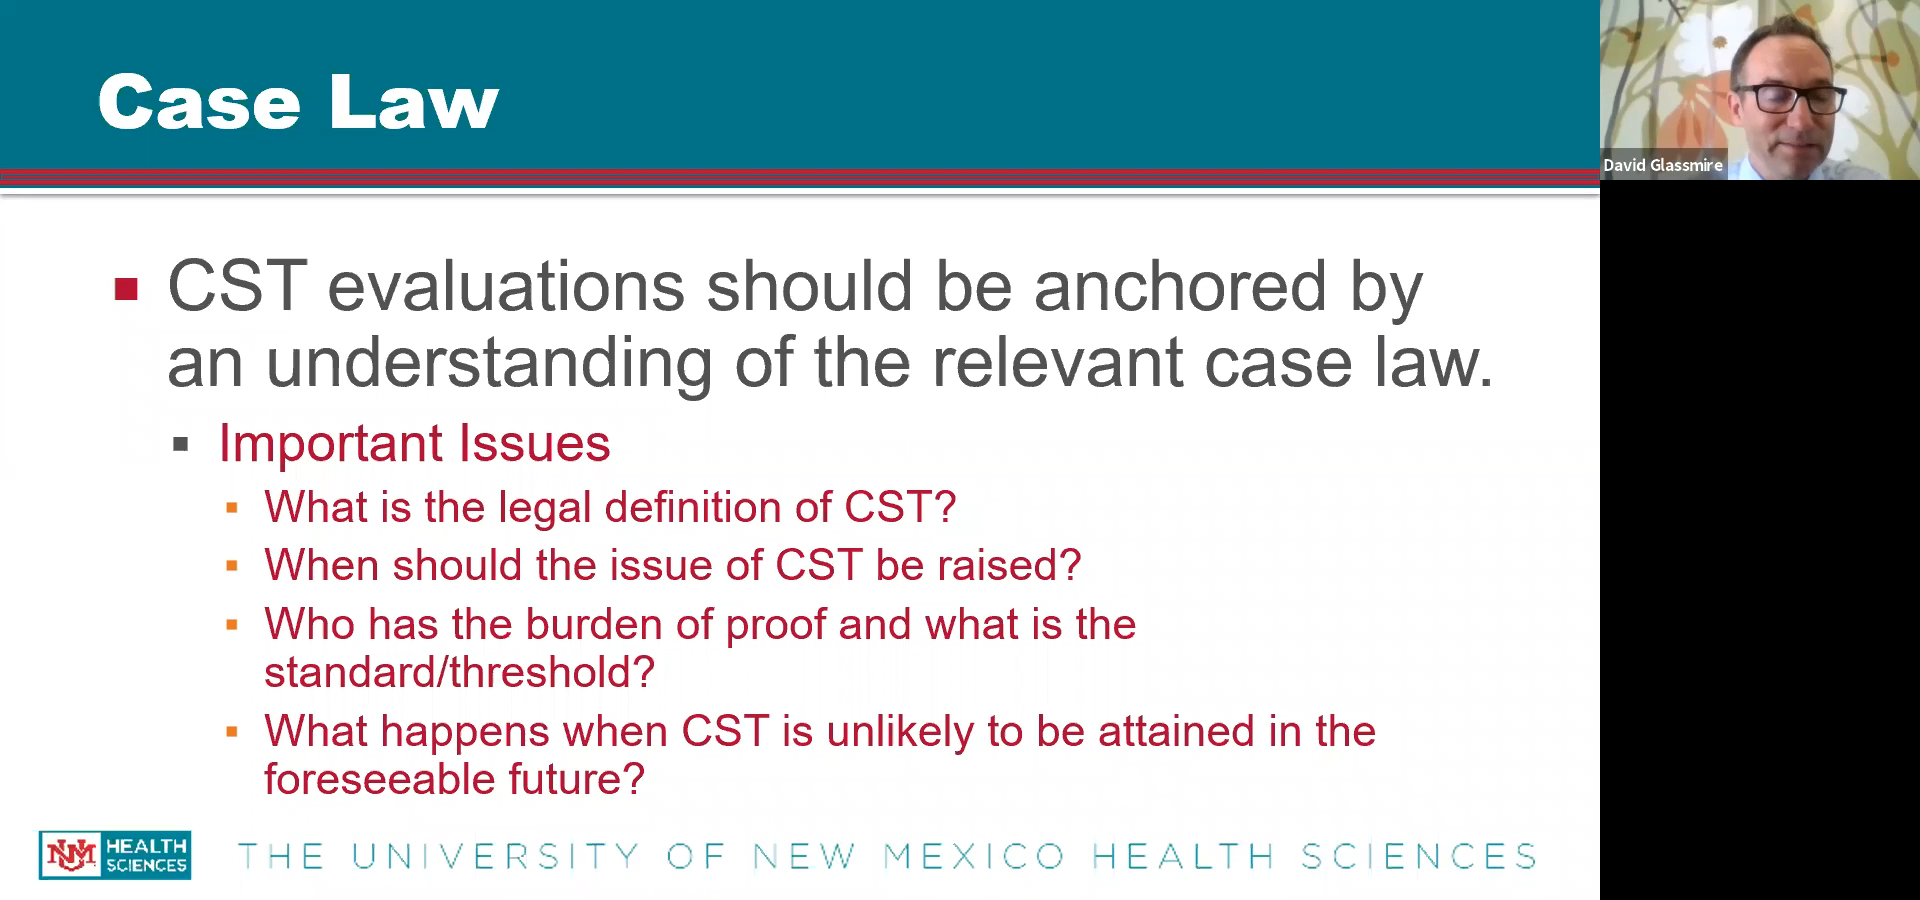 Case Law
David Glassmire
CST evaluations should be anchored by
an understanding of the relevant case law.
Important Issues
What is the legal definition of CST?
When should the issue of CST be raised?
Who has the burden of proof and what is the
standard/threshold?
What happens when CST is unlikely to be attained in the
foreseeable future?
UNM HEALTH
SCIENCES
THE UNIVERSITY OF NEW MEXICO HEALTH SCIENCES